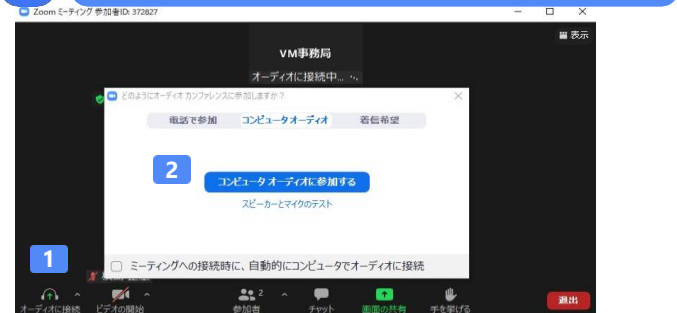 Zoom ミーティング 参加者ID: 372827
表示
VM事務局
オーディオに接続中...
どのようにオーディオ カンファレンスに参加しますか?
電話で参加 コンピュータオーディオ 着信希望
2
コンピュータ オーディオに参加する
スピーカーとマイクのテスト
1
ミーティングへの接続時に、自動的にコンピュータでオーディオに接続
2
オーディオに接続 ビデオの開始 参加者 チャット 画面の共有 手を挙げる
退出